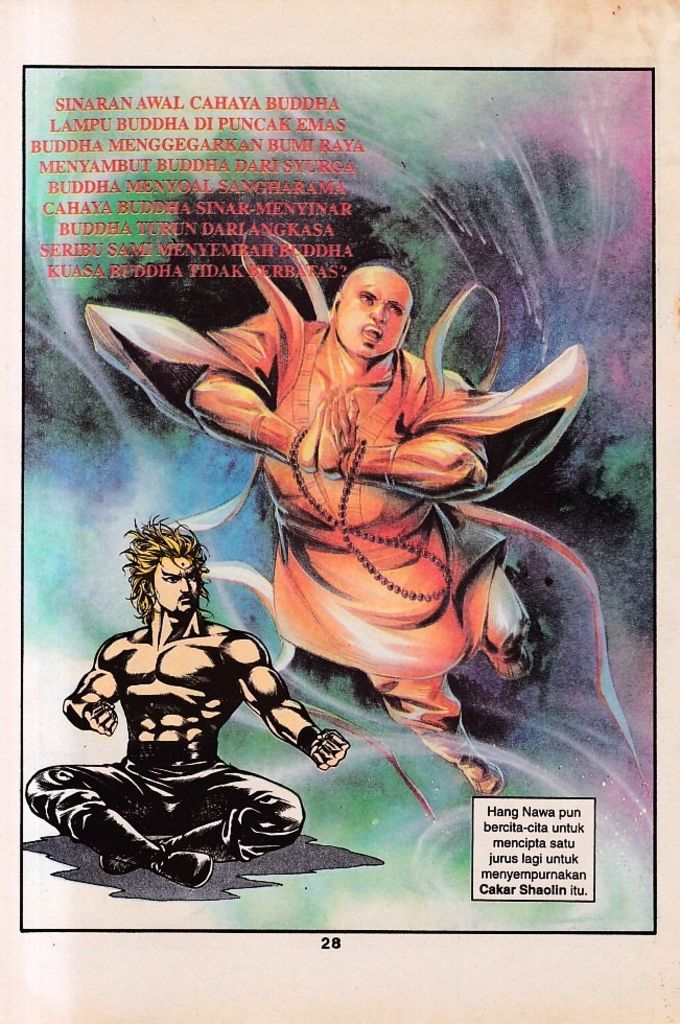 SINARAN AWAL CAHAYA BUDDHA
LAMPU BUDDHA DI PUNCAK EMAS
BUDDHA MENGGEGARKAN BUMI RAYA
MENYAMBUT BUDDHA DARI SYURGA
BUDDHA MENYOAL SANGHARAMA
CAHAYA BUDDHA SINAR-MENYINAR
BUDDHA TURUN DARI ANGKASA
SERIBU SAMI MENYEMBAH BUDDHA
KUASA BUDDHA TIDAK BERBATAS?
Hang Nawa pun
bercita-cita untuk
mencipta satu
jurus lagi untuk
menyempurnakan
Cakar Shaolin itu.
28